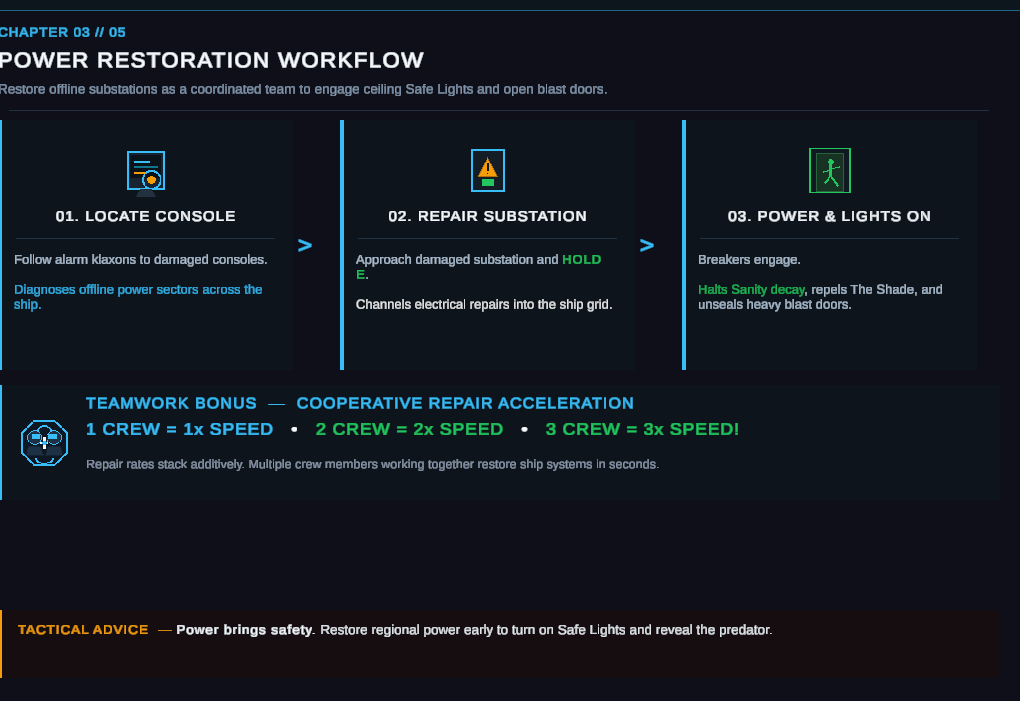 CHAPTER 03 // 05
POWER RESTORATION WORKFLOW
Restore offline substations as a coordinated team to engage ceiling Safe Lights and open blast doors.
01. LOCATE CONSOLE
Follow alarm klaxons to damaged consoles.
Diagnoses offline power sectors across the
ship.
>
02. REPAIR SUBSTATION
Approach damaged substation and HOLD
E.
Channels electrical repairs into the ship grid.
>
03. POWER & LIGHTS ON
Breakers engage.
Halts Sanity decay, repels The Shade, and
unseals heavy blast doors.
TEAMWORK BONUS — COOPERATIVE REPAIR ACCELERATION
1 CREW = 1x SPEED • 2 CREW = 2x SPEED • 3 CREW = 3x SPEED!
Repair rates stack additively. Multiple crew members working together restore ship systems in seconds.
TACTICAL ADVICE — Power brings safety. Restore regional power early to turn on Safe Lights and reveal the predator.